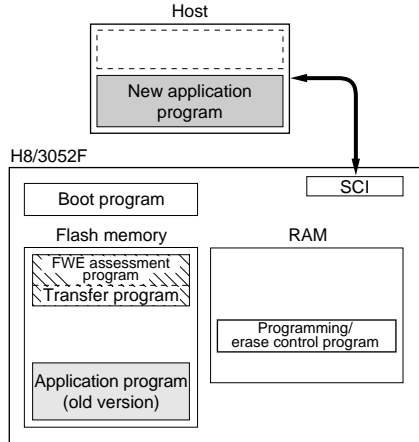 Host
New application
program
H8/3052F
SCI
Boot program
Flash memory
RAM
FWE assessment
program
Transfer program
Programming/
erase control program
Application program
(old version)